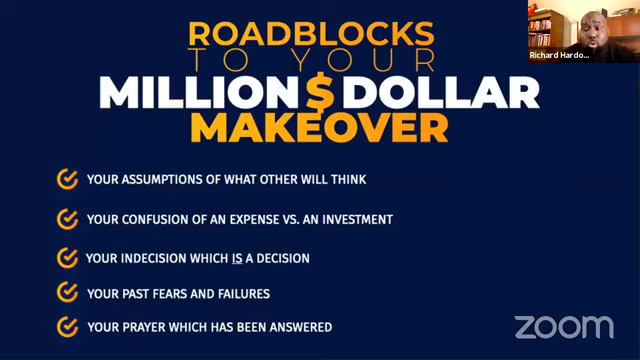 ROADBLOCKS
TO YOUR
MILLION $ DOLLAR
MAKEOVER
YOUR ASSUMPTIONS OF WHAT OTHER WILL THINK
YOUR CONFUSION OF AN EXPENSE VS. AN INVESTMENT
YOUR INDECISION WHICH IS A DECISION
YOUR PAST FEARS AND FAILURES
YOUR PRAYER WHICH HAS BEEN ANSWERED
Richard Hardo...
zoom